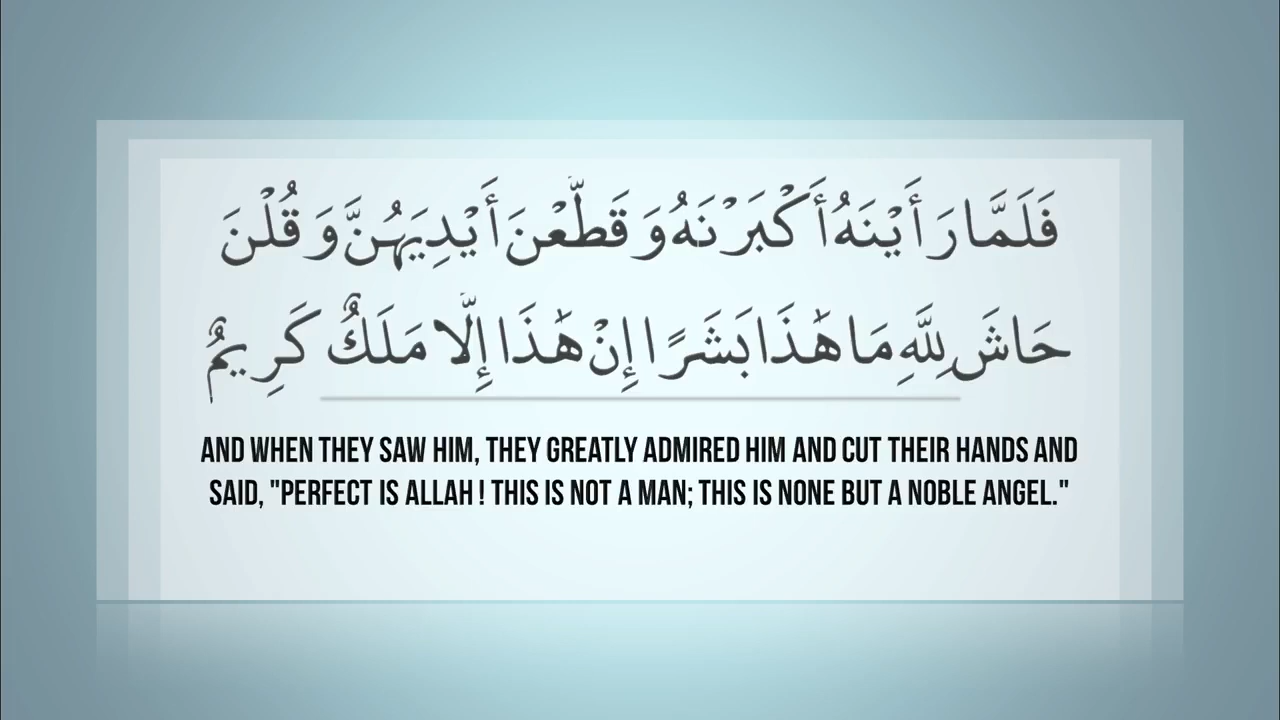 فَلَمَّا رَأَيْنَهُ أَكْبَرْنَهُ وَقَطَّعْنَ أَيْدِيَهُنَّ وَقُلْنَ
حَاشَ لِلَّهِ مَا هَٰذَا بَشَرًا إِنْ هَٰذَا إِلَّا مَلَكٌ كَرِيمٌ
AND WHEN THEY SAW HIM, THEY GREATLY ADMIRED HIM AND CUT THEIR HANDS AND
SAID, "PERFECT IS ALLAH ! THIS IS NOT A MAN; THIS IS NONE BUT A NOBLE ANGEL."